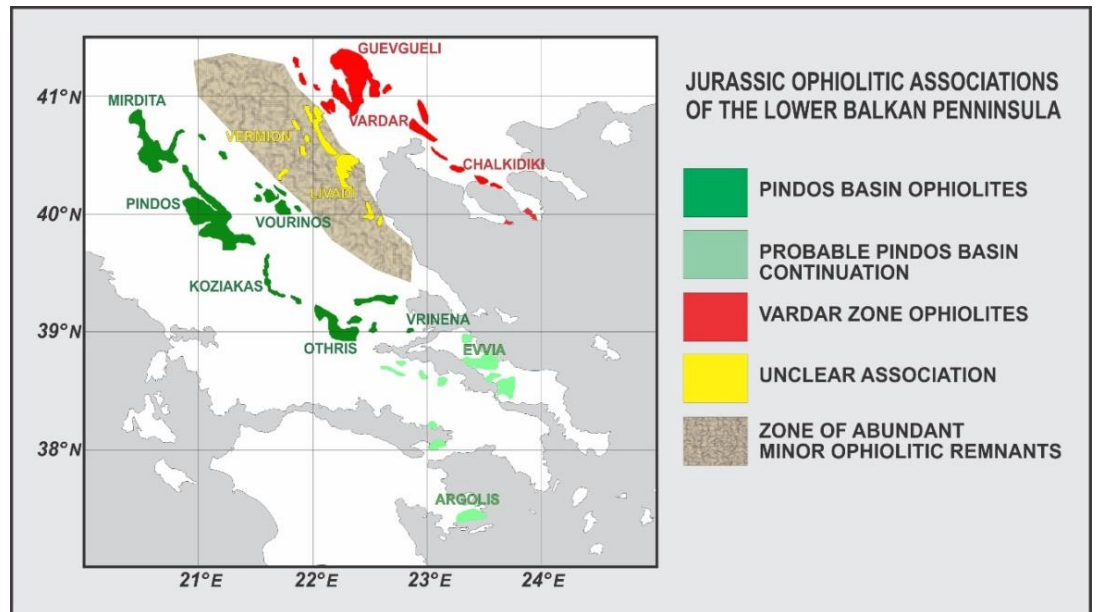 JURASSIC OPHIOLITIC ASSOCIATIONS
OF THE LOWER BALKAN PENNINSULA
PINDOS BASIN OPHIOLITES
PROBABLE PINDOS BASIN
CONTINUATION
VARDAR ZONE OPHIOLITES
UNCLEAR ASSOCIATION
ZONE OF ABUNDANT
MINOR OPHIOLITIC REMNANTS
GUEVGUELI
41°N
MIRDITA
VARDAR
VERMION
CHALKIDIKI
LIVADI
PINDOS
40°N
VOURINOS
KOZIAKAS
VRINENA
39°N
OTHRIS
EVVIA
38°N
ARGOLIS
21°E
22°E
23°E
24°E